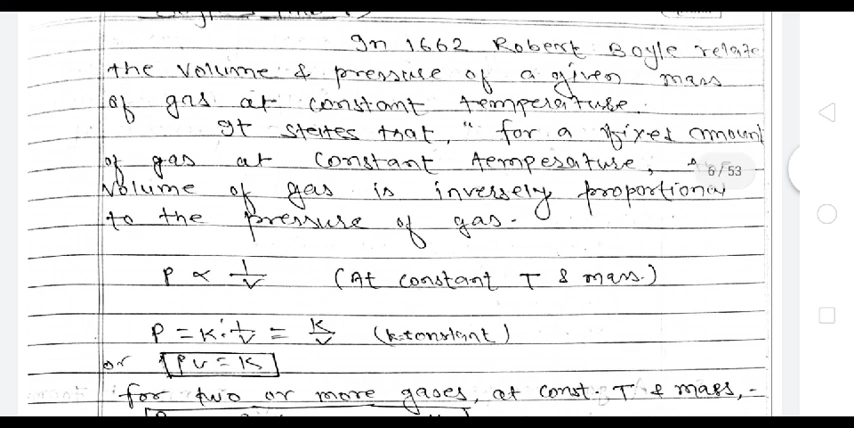 In 1662 Robert Boyle relate
the volume & pressure of a given mass
of gas at constant temperature.
It states that, " for a fixed amount
of gas at constant temperature,
6/53
volume of gas is inversely proportional
to the pressure of gas.
P ∝ 1/V (At constant T & mass.)
P = K. 1/V = K/V (k=constant)
or PV = K
for two or more gases, at const. T & mass, -